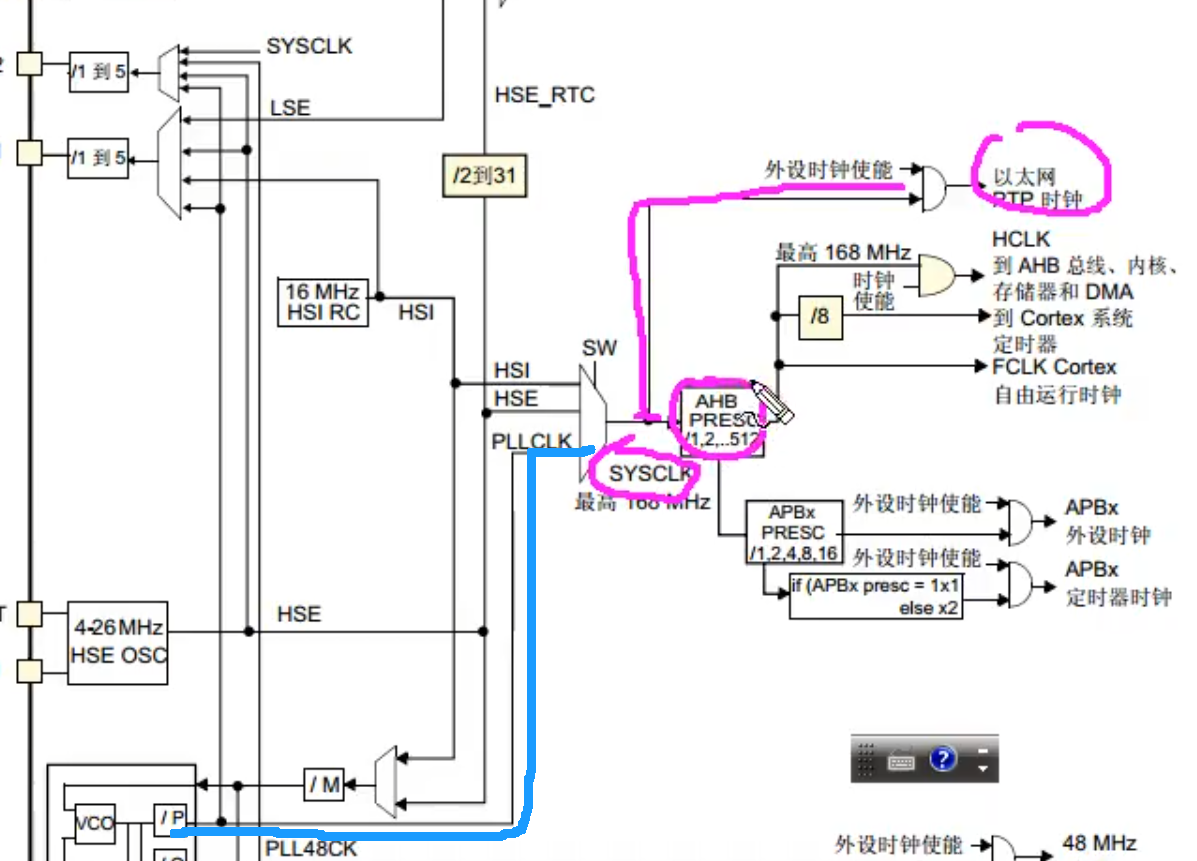 SYSCLK
/1 到 5
LSE
HSE_RTC
/1 到 5
/2到31
外设时钟使能
以太网
PTP 时钟
HCLK
最高 168 MHz
到 AHB 总线、内核、
时钟
使能
存储器和 DMA
16 MHz
HSI RC
HSI
/8
到 Cortex 系统
定时器
SW
HSI
FCLK Cortex
自由运行时钟
HSE
AHB
PRESC
/1,2,..512
PLLCLK
SYSCLK
最高 168 MHz
APBx
PRESC
/1,2,4,8,16
外设时钟使能
APBx
外设时钟
外设时钟使能
APBx
定时器时钟
if (APBx presc = 1x1
else x2
T
4-26 MHz
HSE OSC
HSE
/ M
VCO
/ P
PLL48CK
外设时钟使能
48 MHz